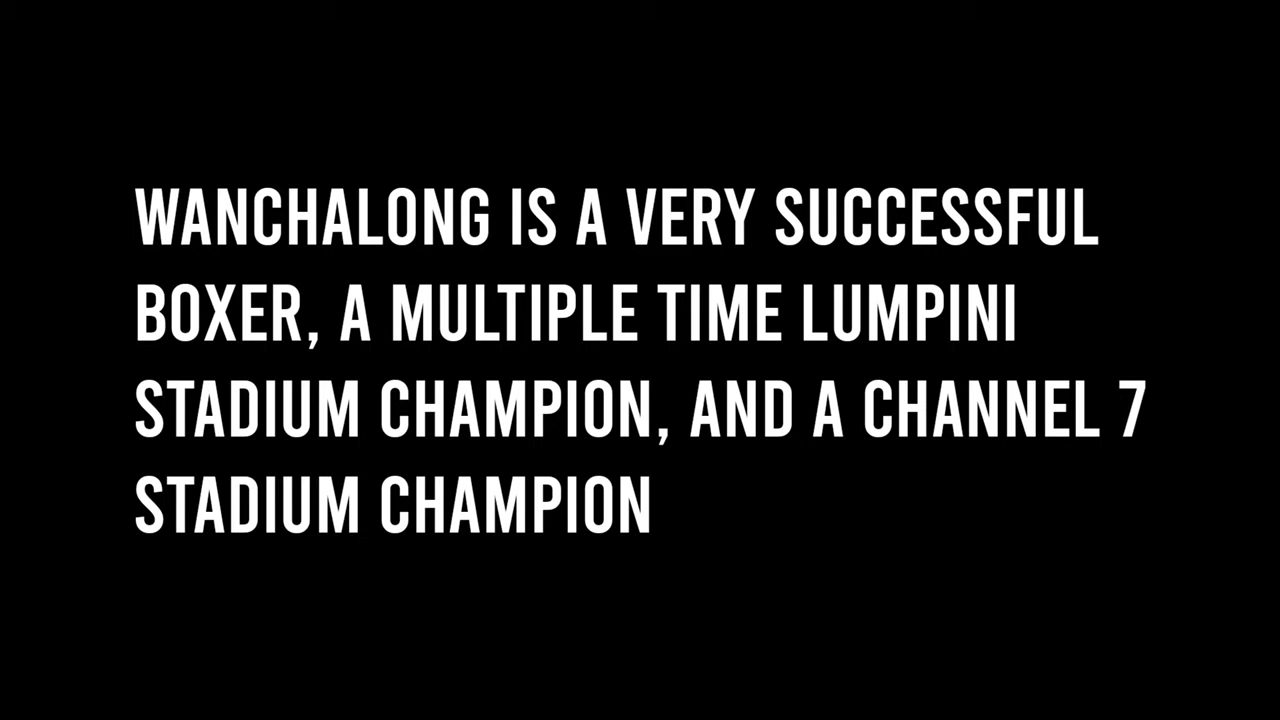 WANCHALONG IS A VERY SUCCESSFUL
BOXER, A MULTIPLE TIME LUMPINI
STADIUM CHAMPION, AND A CHANNEL 7
STADIUM CHAMPION